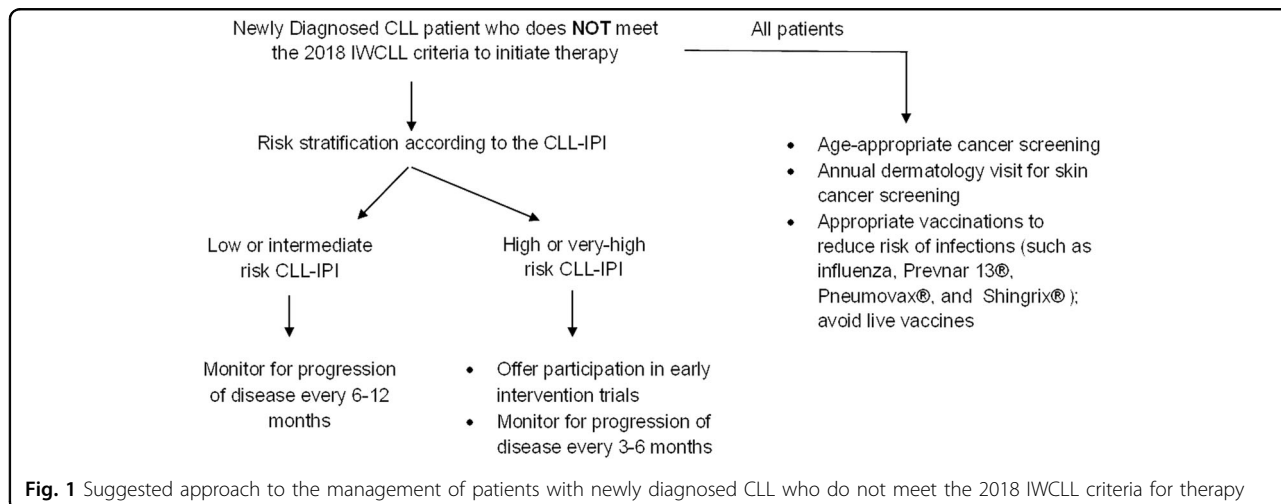 Newly Diagnosed CLL patient who does NOT meet
the 2018 IWCLL criteria to initiate therapy
All patients
Risk stratification according to the CLL-IPI
Low or intermediate
risk CLL-IPI
High or very-high
risk CLL-IPI
Monitor for progression
of disease every 6-12
months
• Offer participation in early
intervention trials
• Monitor for progression of
disease every 3-6 months
• Age-appropriate cancer screening
• Annual dermatology visit for skin
cancer screening
• Appropriate vaccinations to
reduce risk of infections (such as
influenza, Prevnar 13®,
Pneumovax®, and Shingrix®);
avoid live vaccines
Fig. 1 Suggested approach to the management of patients with newly diagnosed CLL who do not meet the 2018 IWCLL criteria for therapy